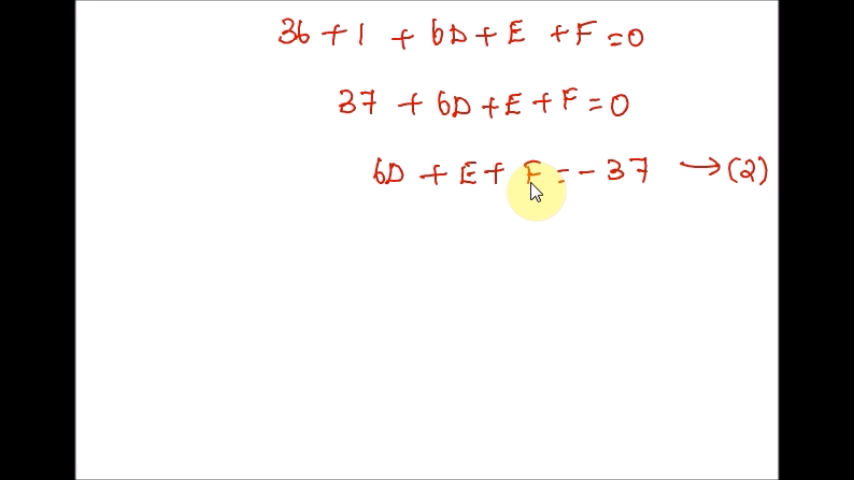 36 + 1 + 6D + E + F = 0
37 + 6D + E + F = 0
6D + E + F = - 37 → (2)